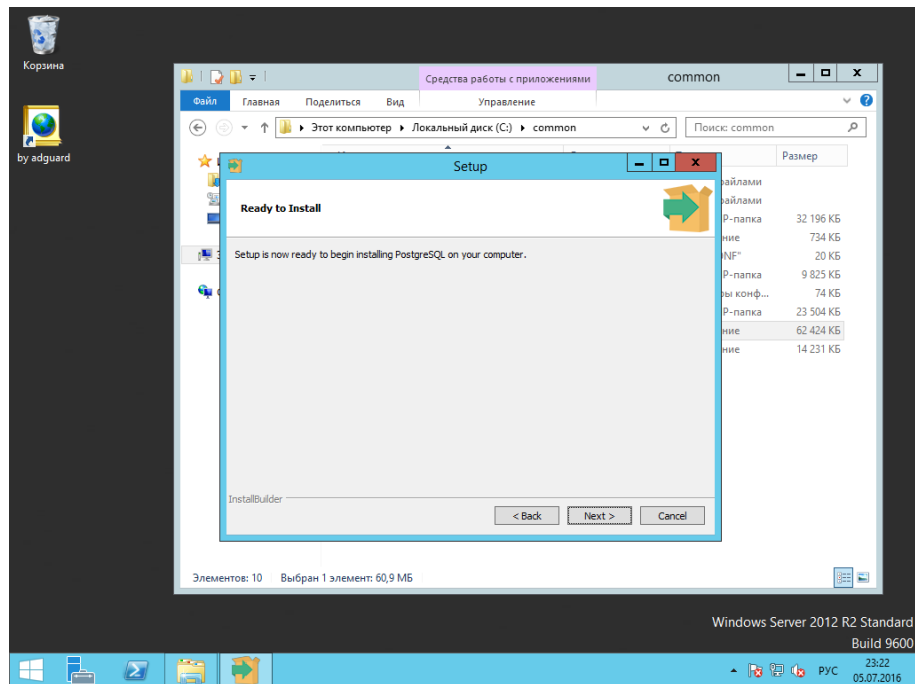 Корзина
by adguard
Средства работы с приложениями
common
Файл
Главная
Поделиться
Вид
Управление
Этот компьютер
Локальный диск (C:)
common
Поиск: common
Размер
Setup
Ready to Install
Setup is now ready to begin installing PostgreSQL on your computer.
айлами
айлами
P-папка
32 196 КБ
ние
734 КБ
NF"
20 КБ
P-папка
9 825 КБ
ры конф...
74 КБ
P-папка
23 504 КБ
ние
62 424 КБ
ние
14 231 КБ
InstallBuilder
< Back
Next >
Cancel
Элементов: 10
Выбран 1 элемент: 60,9 МБ
Windows Server 2012 R2 Standard
Build 9600
РУС
23:22
05.07.2016